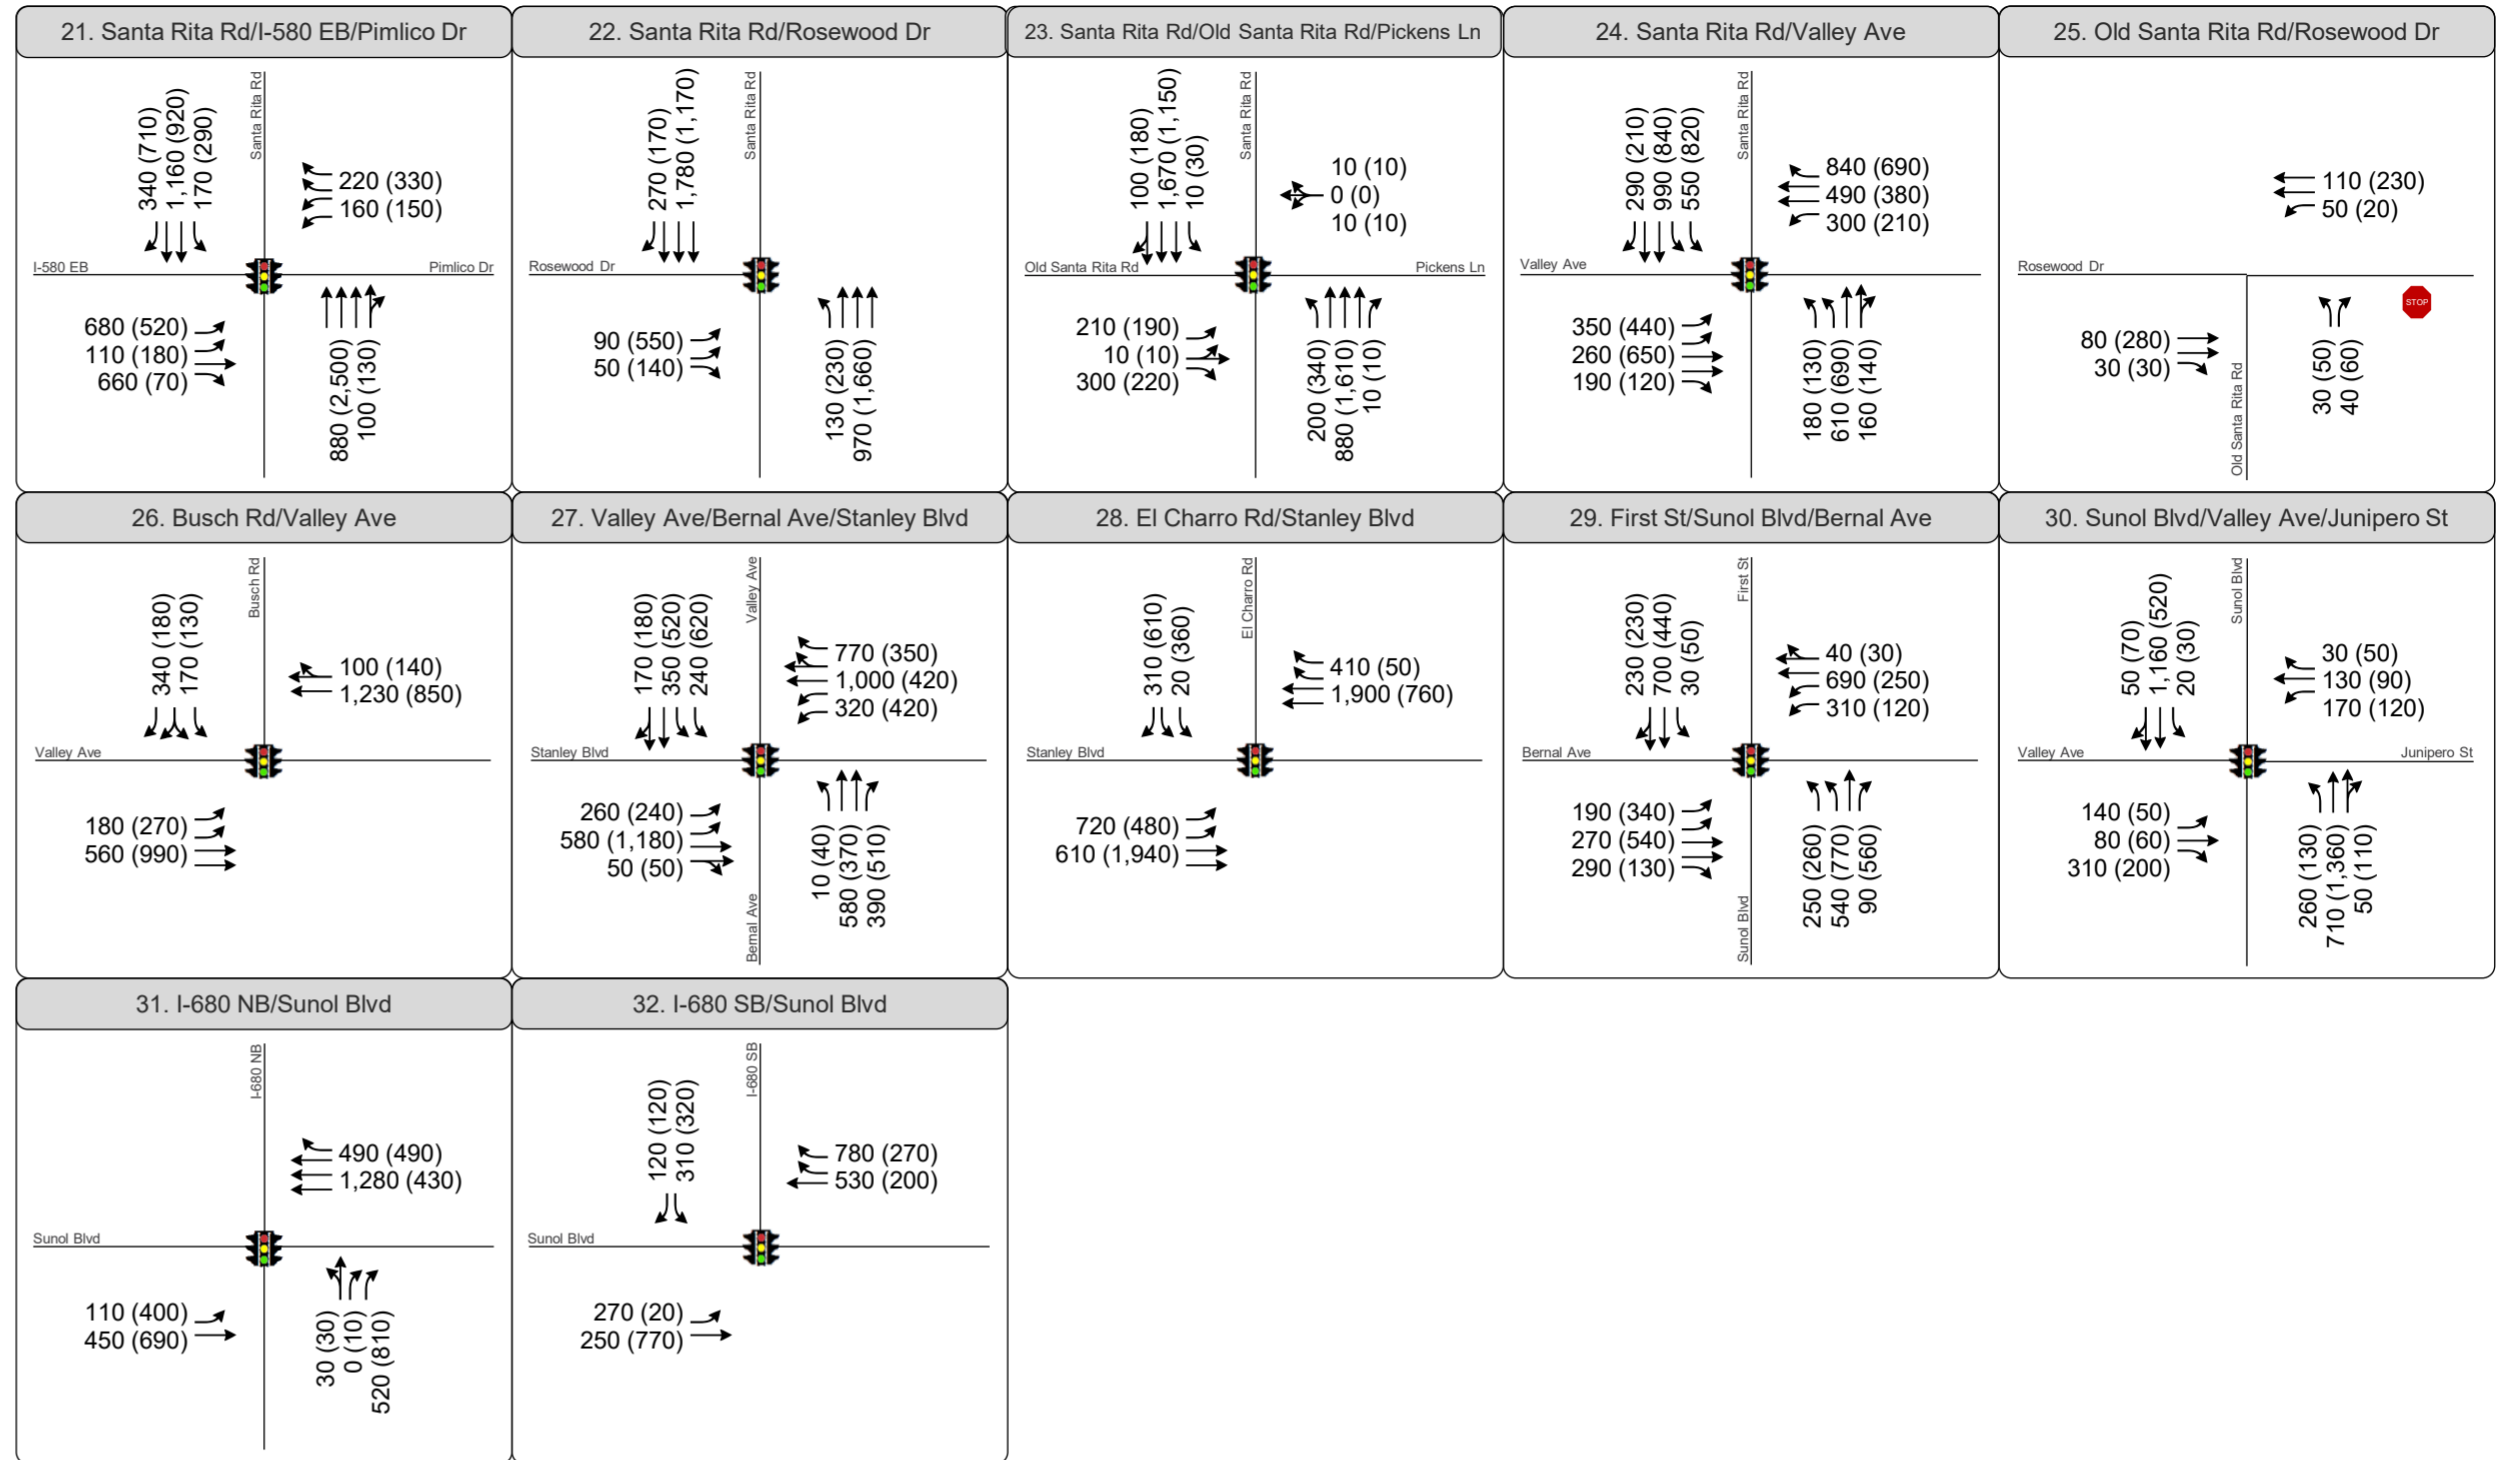 21. Santa Rita Rd/I-580 EB/Pimlico Dr
340 (710)
1,160 (920)
170 (290)
Santa Rita Rd
220 (330)
160 (150)
I-580 EB
Pimlico Dr
680 (520)
110 (180)
660 (70)
880 (2,500)
100 (130)
22. Santa Rita Rd/Rosewood Dr
270 (170)
1,780 (1,170)
Santa Rita Rd
Rosewood Dr
90 (550)
50 (140)
130 (230)
970 (1,660)
23. Santa Rita Rd/Old Santa Rita Rd/Pickens Ln
100 (180)
1,670 (1,150)
10 (30)
Santa Rita Rd
10 (10)
0 (0)
10 (10)
Old Santa Rita Rd
Pickens Ln
210 (190)
10 (10)
300 (220)
200 (340)
880 (1,610)
10 (10)
24. Santa Rita Rd/Valley Ave
290 (210)
990 (840)
550 (820)
Santa Rita Rd
840 (690)
490 (380)
300 (210)
Valley Ave
350 (440)
260 (650)
190 (120)
180 (130)
610 (690)
160 (140)
25. Old Santa Rita Rd/Rosewood Dr
110 (230)
50 (20)
Rosewood Dr
STOP
80 (280)
30 (30)
Old Santa Rita Rd
30 (50)
40 (60)
26. Busch Rd/Valley Ave
340 (180)
170 (130)
Busch Rd
100 (140)
1,230 (850)
Valley Ave
180 (270)
560 (990)
27. Valley Ave/Bernal Ave/Stanley Blvd
170 (180)
350 (520)
240 (620)
Valley Ave
770 (350)
1,000 (420)
320 (420)
Stanley Blvd
260 (240)
580 (1,180)
50 (50)
Bernal Ave
10 (40)
580 (370)
390 (510)
28. El Charro Rd/Stanley Blvd
310 (610)
20 (360)
El Charro Rd
410 (50)
1,900 (760)
Stanley Blvd
720 (480)
610 (1,940)
29. First St/Sunol Blvd/Bernal Ave
230 (230)
700 (440)
30 (50)
First St
40 (30)
690 (250)
310 (120)
Bernal Ave
190 (340)
270 (540)
290 (130)
Sunol Blvd
250 (260)
540 (770)
90 (560)
30. Sunol Blvd/Valley Ave/Junipero St
50 (70)
1,160 (520)
20 (30)
Sunol Blvd
30 (50)
130 (90)
170 (120)
Valley Ave
Junipero St
140 (50)
80 (60)
310 (200)
260 (130)
710 (1,360)
50 (110)
31. I-680 NB/Sunol Blvd
I-680 NB
490 (490)
1,280 (430)
Sunol Blvd
110 (400)
450 (690)
30 (30)
0 (10)
520 (810)
32. I-680 SB/Sunol Blvd
120 (120)
310 (320)
I-680 SB
780 (270)
530 (200)
Sunol Blvd
270 (20)
250 (770)